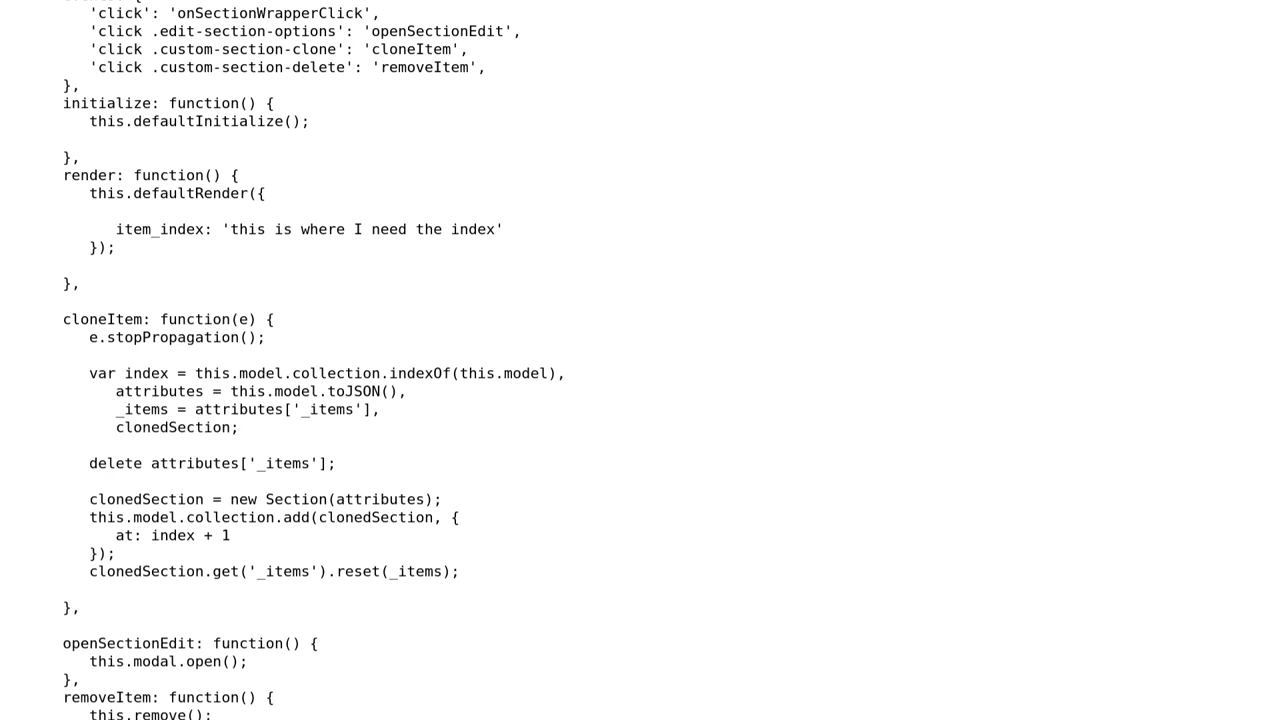 'click': 'onSectionWrapperClick',
'click .edit-section-options': 'openSectionEdit',
'click .custom-section-clone': 'cloneItem',
'click .custom-section-delete': 'removeItem',
},
initialize: function() {
this.defaultInitialize();
},
render: function() {
this.defaultRender({
item_index: 'this is where I need the index'
});
},
cloneItem: function(e) {
e.stopPropagation();
var index = this.model.collection.indexOf(this.model),
attributes = this.model.toJSON(),
_items = attributes['_items'],
clonedSection;
delete attributes['_items'];
clonedSection = new Section(attributes);
this.model.collection.add(clonedSection, {
at: index + 1
});
clonedSection.get('_items').reset(_items);
},
openSectionEdit: function() {
this.modal.open();
},
removeItem: function() {
this.remove();